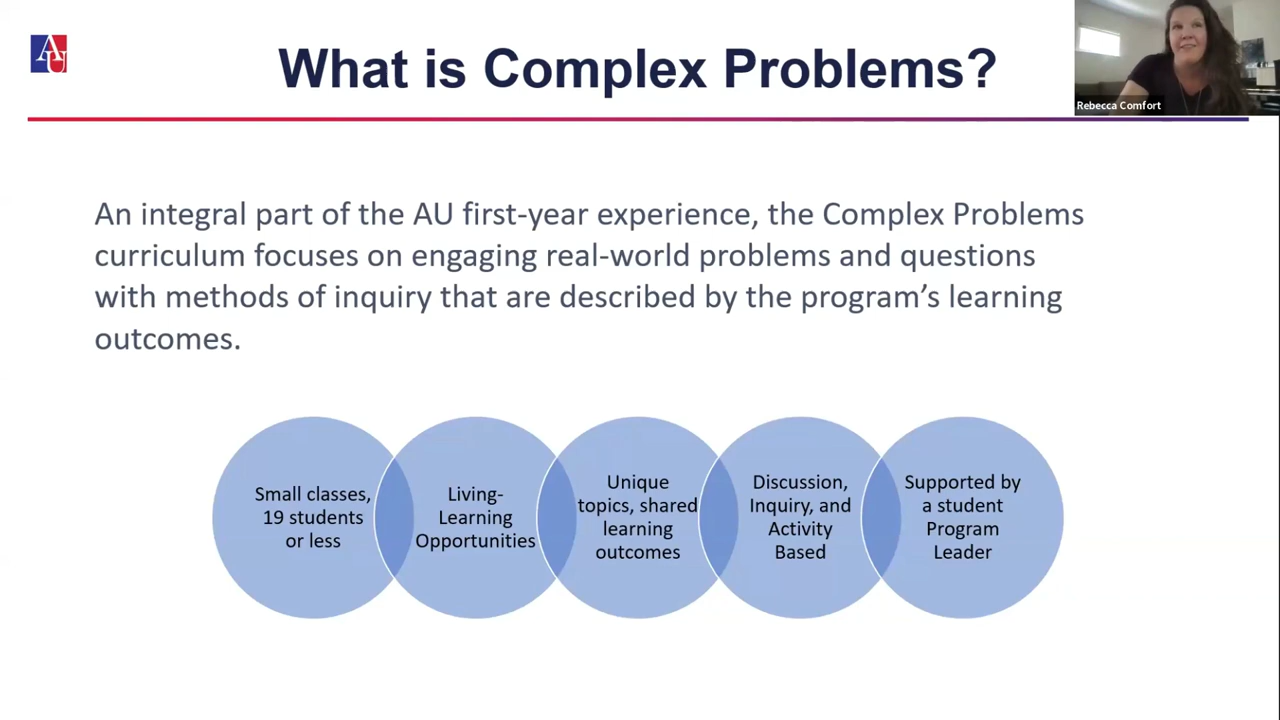 AU
What is Complex Problems?
Rebecca Comfort
An integral part of the AU first-year experience, the Complex Problems
curriculum focuses on engaging real-world problems and questions
with methods of inquiry that are described by the program’s learning
outcomes.
Small classes,
19 students
or less
Living-
Learning
Opportunities
Unique
topics, shared
learning
outcomes
Discussion,
Inquiry, and
Activity
Based
Supported by
a student
Program
Leader